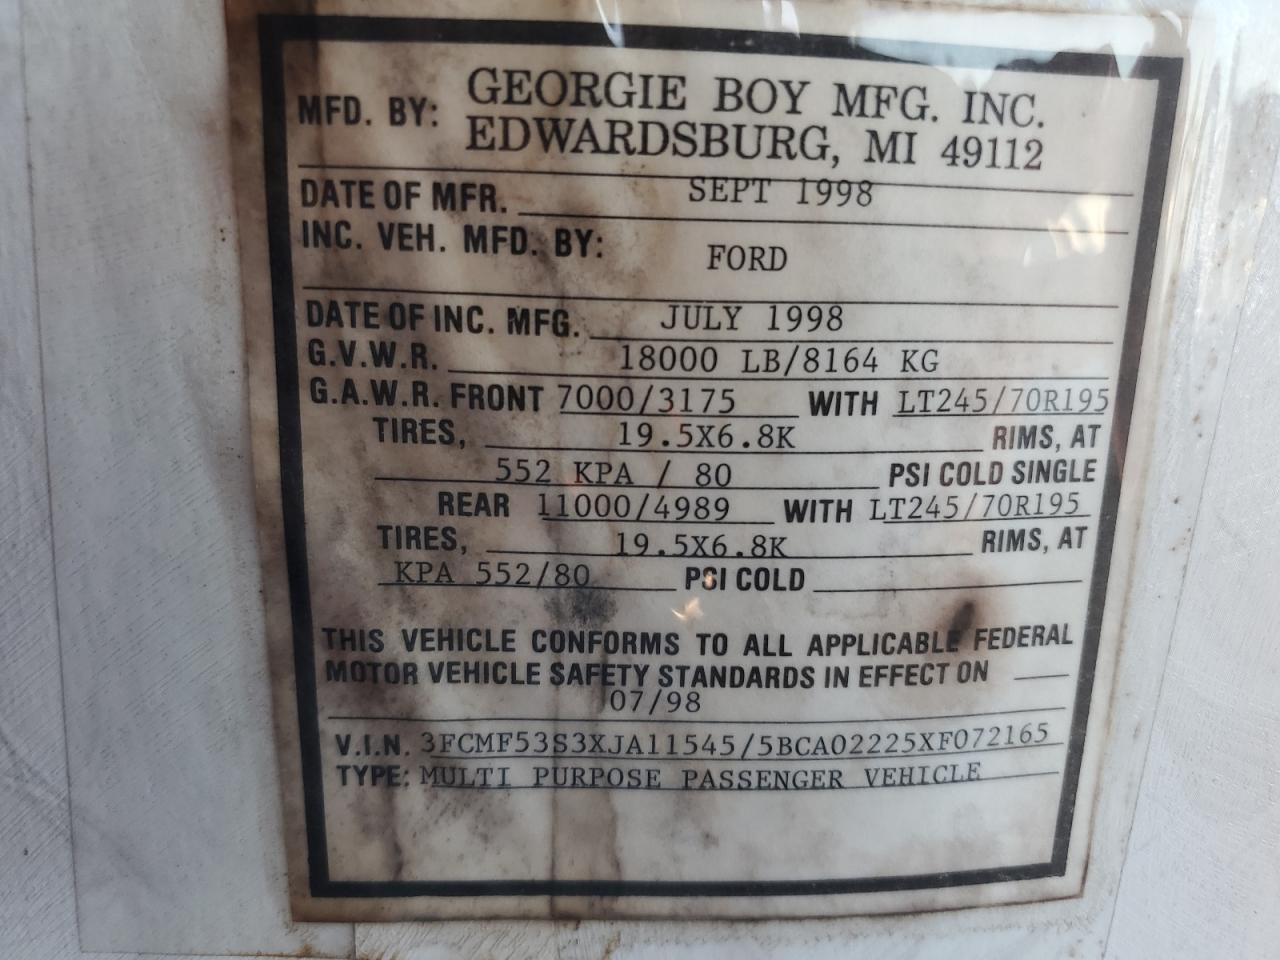 MFD. BY: GEORGIE BOY MFG. INC.
EDWARDSBURG, MI 49112
DATE OF MFR. SEPT 1998
INC. VEH. MFD. BY: FORD
DATE OF INC. MFG. JULY 1998
G.V.W.R. 18000 LB/8164 KG
G.A.W.R. FRONT 7000/3175 WITH LT245/70R195
TIRES, 19.5X6.8K RIMS, AT
552 KPA / 80 PSI COLD SINGLE
REAR 11000/4989 WITH LT245/70R195
TIRES, 19.5X6.8K RIMS, AT
KPA 552/80 PSI COLD
THIS VEHICLE CONFORMS TO ALL APPLICABLE FEDERAL
MOTOR VEHICLE SAFETY STANDARDS IN EFFECT ON
07/98
V.I.N. 3FCMF53S3XJA11545/5BCA02225XF072165
TYPE: MULTI PURPOSE PASSENGER VEHICLE